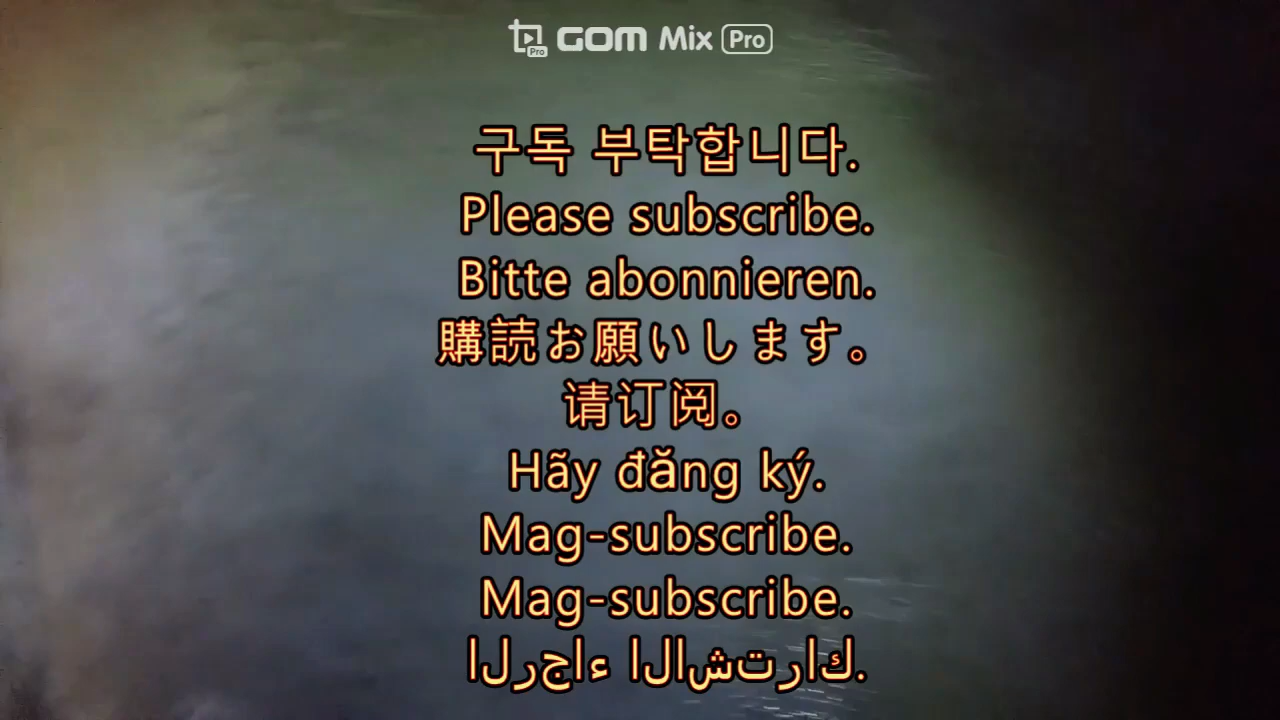 Pro GOM Mix Pro
구독 부탁합니다.
Please subscribe.
Bitte abonnieren.
購読お願いします。
请订阅。
Hãy đăng ký.
Mag-subscribe.
Mag-subscribe.
الرجاء الاشتراك.